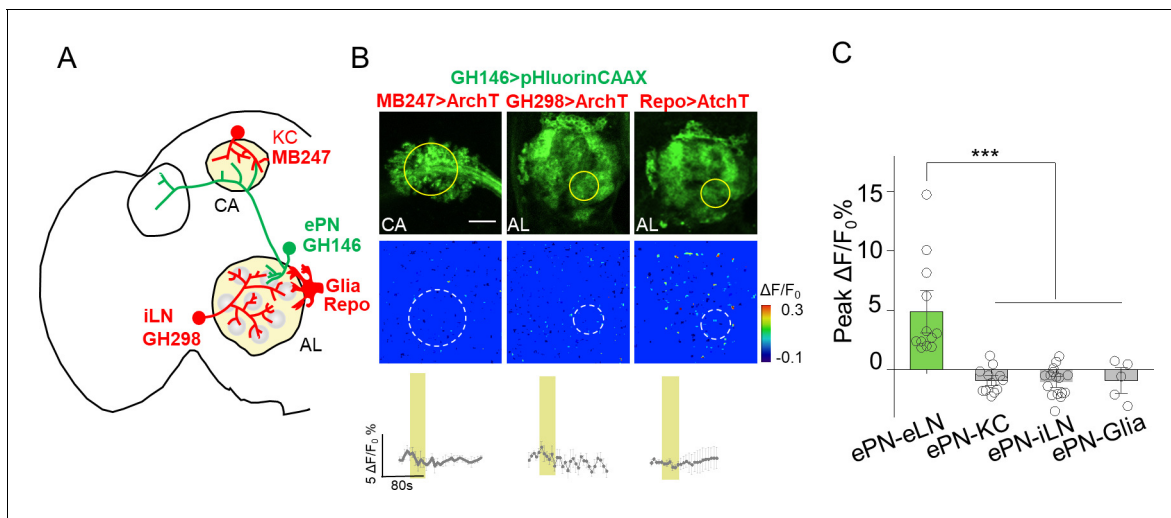 A
KC
MB247
CA
ePN
GH146
Glia
Repo
iLN
GH298
AL
B
GH146>pHluorinCAAX
MB247>ArchT GH298>ArchT Repo>AtchT
CA AL AL
ΔF/F0
0.3
-0.1
5 ΔF/F0 %
80s
C
***
Peak ΔF/F0%
15
10
5
0
ePN-eLN ePN-KC ePN-iLN ePN-Glia